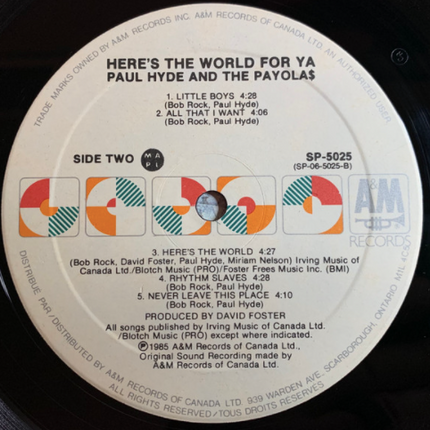 TRADE MARKS OWNED BY A&M RECORDS OF CANADA LTD. AN AUTHORIZED USER
HERE'S THE WORLD FOR YA
PAUL HYDE AND THE PAYOLA$
1. LITTLE BOYS 4:28
(Bob Rock, Paul Hyde)
2. ALL THAT I WANT 4:06
(Bob Rock, Paul Hyde)
SIDE TWO
MAPL
SP-5025
(SP-06-5025-B)
A&M
RECORDS
3. HERE'S THE WORLD 4:27
(Bob Rock, David Foster, Paul Hyde, Miriam Nelson) Irving Music of
Canada Ltd./Blotch Music (PRO)/Foster Frees Music Inc. (BMI)
4. RHYTHM SLAVES 4:28
(Bob Rock, Paul Hyde)
5. NEVER LEAVE THIS PLACE 4:10
(Bob Rock, Paul Hyde)
PRODUCED BY DAVID FOSTER
All songs published by Irving Music of Canada Ltd.
/Blotch Music (PRO) except where indicated.
℗1985 A&M Records of Canada Ltd.,
Original Sound Recording made by
A&M Records of Canada Ltd.
DISTRIBUE PAR / DISTRIBUTED BY A&M RECORDS OF CANADA LTD. 939 WARDEN AVE., SCARBOROUGH, ONTARIO M1L 4C5
ALL RIGHTS RESERVED / TOUS DROITS RESERVES